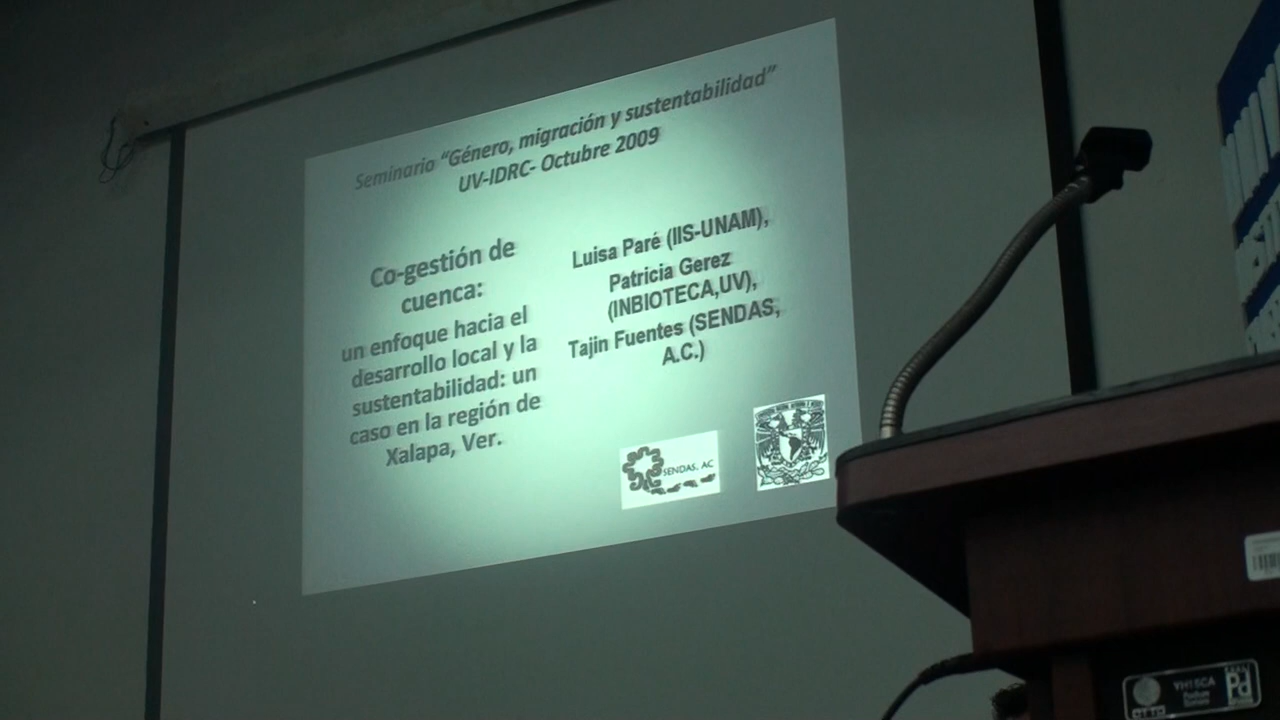 Seminario “Género, migración y sustentabilidad”
UV-IDRC- Octubre 2009
Co-gestión de
cuenca:
un enfoque hacia el
desarrollo local y la
sustentabilidad: un
caso en la región de
Xalapa, Ver.
Luisa Paré (IIS-UNAM),
Patricia Gerez
(INBIOTECA,UV),
Tajin Fuentes (SENDAS,
A.C.)
SENDAS, AC
Pd